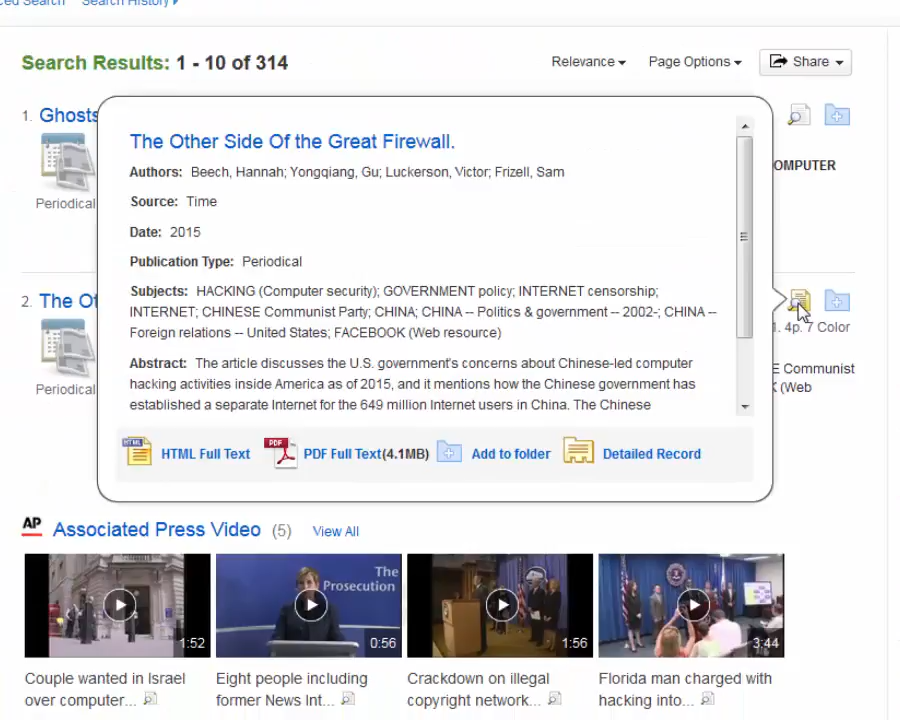 ced Search Search History
Search Results: 1 - 10 of 314
Relevance Page Options Share
1. Ghosts
OMPUTER
Periodical
The Other Side Of the Great Firewall.
Authors: Beech, Hannah; Yongqiang, Gu; Luckerson, Victor; Frizell, Sam
Source: Time
Date: 2015
Publication Type: Periodical
Subjects: HACKING (Computer security); GOVERNMENT policy; INTERNET censorship;
INTERNET; CHINESE Communist Party; CHINA; CHINA -- Politics & government -- 2002-; CHINA --
Foreign relations -- United States; FACEBOOK (Web resource)
Abstract: The article discusses the U.S. government's concerns about Chinese-led computer
hacking activities inside America as of 2015, and it mentions how the Chinese government has
established a separate Internet for the 649 million Internet users in China. The Chinese
HTML HTML Full Text PDF PDF Full Text(4.1MB) Add to folder Detailed Record
2. The Ot
1. 4p. 7 Color
E Communist
K (Web
Periodical
AP Associated Press Video (5) View All
The
Prosecution
1:52 0:56 1:56 3:44
Couple wanted in Israel
over computer...
Eight people including
former News Int...
Crackdown on illegal
copyright network...
Florida man charged with
hacking into...